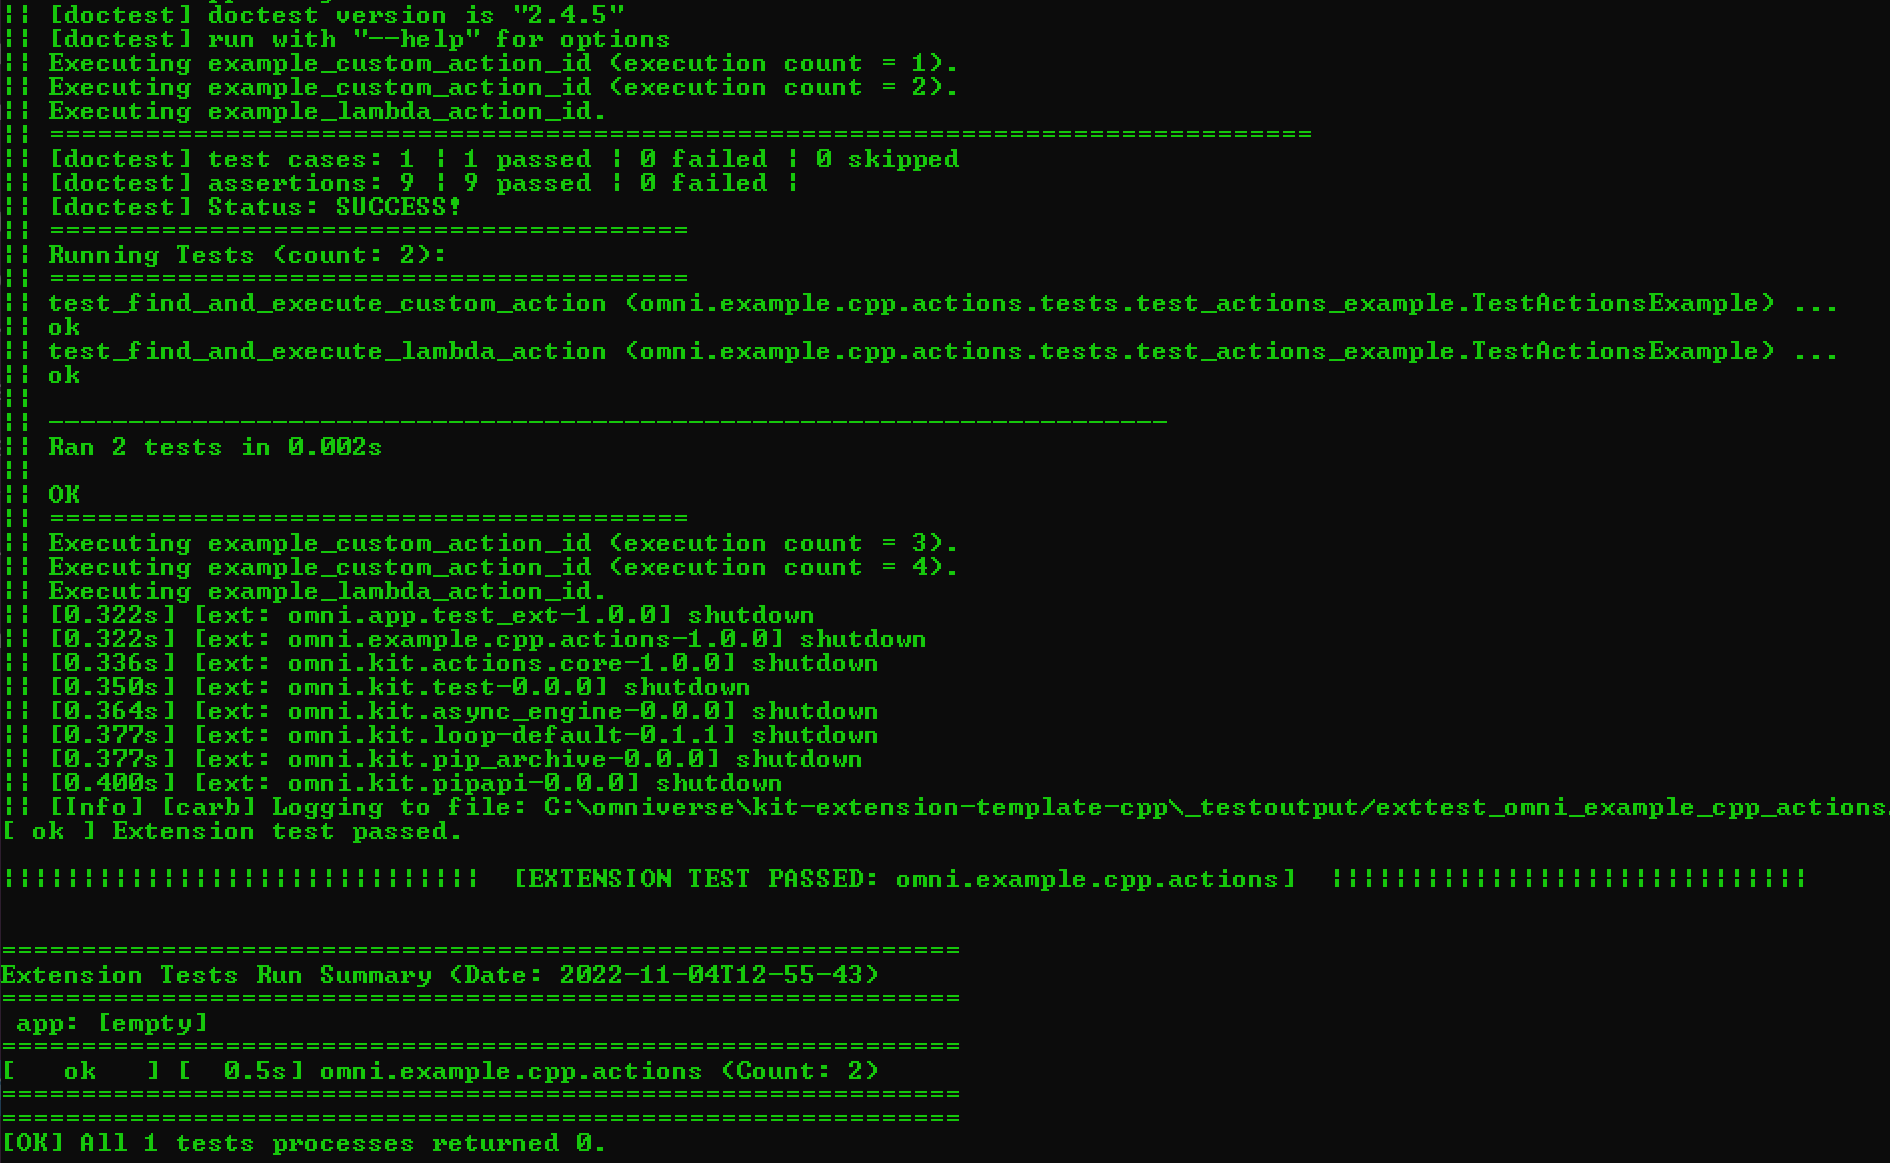 || [doctest] doctest version is "2.4.5"
|| [doctest] run with "--help" for options
|| Executing example_custom_action_id (execution count = 1).
|| Executing example_custom_action_id (execution count = 2).
|| Executing example_lambda_action_id.
|| ===============================================================================
|| [doctest] test cases: 1 | 1 passed | 0 failed | 0 skipped
|| [doctest] assertions: 9 | 9 passed | 0 failed |
|| [doctest] Status: SUCCESS!
|| ========================================
|| Running Tests (count: 2):
|| ========================================
|| test_find_and_execute_custom_action (omni.example.cpp.actions.tests.test_actions_example.TestActionsExample) ...
|| ok
|| test_find_and_execute_lambda_action (omni.example.cpp.actions.tests.test_actions_example.TestActionsExample) ...
|| ok
||
|| ----------------------------------------------------------------------
|| Ran 2 tests in 0.002s
||
|| OK
|| ========================================
|| Executing example_custom_action_id (execution count = 3).
|| Executing example_custom_action_id (execution count = 4).
|| Executing example_lambda_action_id.
|| [0.322s] [ext: omni.app.test_ext-1.0.0] shutdown
|| [0.322s] [ext: omni.example.cpp.actions-1.0.0] shutdown
|| [0.336s] [ext: omni.kit.actions.core-1.0.0] shutdown
|| [0.350s] [ext: omni.kit.test-0.0.0] shutdown
|| [0.364s] [ext: omni.kit.async_engine-0.0.0] shutdown
|| [0.377s] [ext: omni.kit.loop-default-0.1.1] shutdown
|| [0.377s] [ext: omni.kit.pip_archive-0.0.0] shutdown
|| [0.400s] [ext: omni.kit.pipapi-0.0.0] shutdown
|| [Info] [carb] Logging to file: C:\omniverse\kit-extension-template-cpp\_testoutput/exttest_omni_example_cpp_actions.
[ ok ] Extension test passed.
|||||||||||||||||||||||||||||| [EXTENSION TEST PASSED: omni.example.cpp.actions] ||||||||||||||||||||||||||||||
============================================================
Extension Tests Run Summary (Date: 2022-11-04T12-55-43)
============================================================
app: [empty]
============================================================
[   ok   ] [  0.5s] omni.example.cpp.actions (Count: 2)
============================================================
============================================================
[OK] All 1 tests processes returned 0.